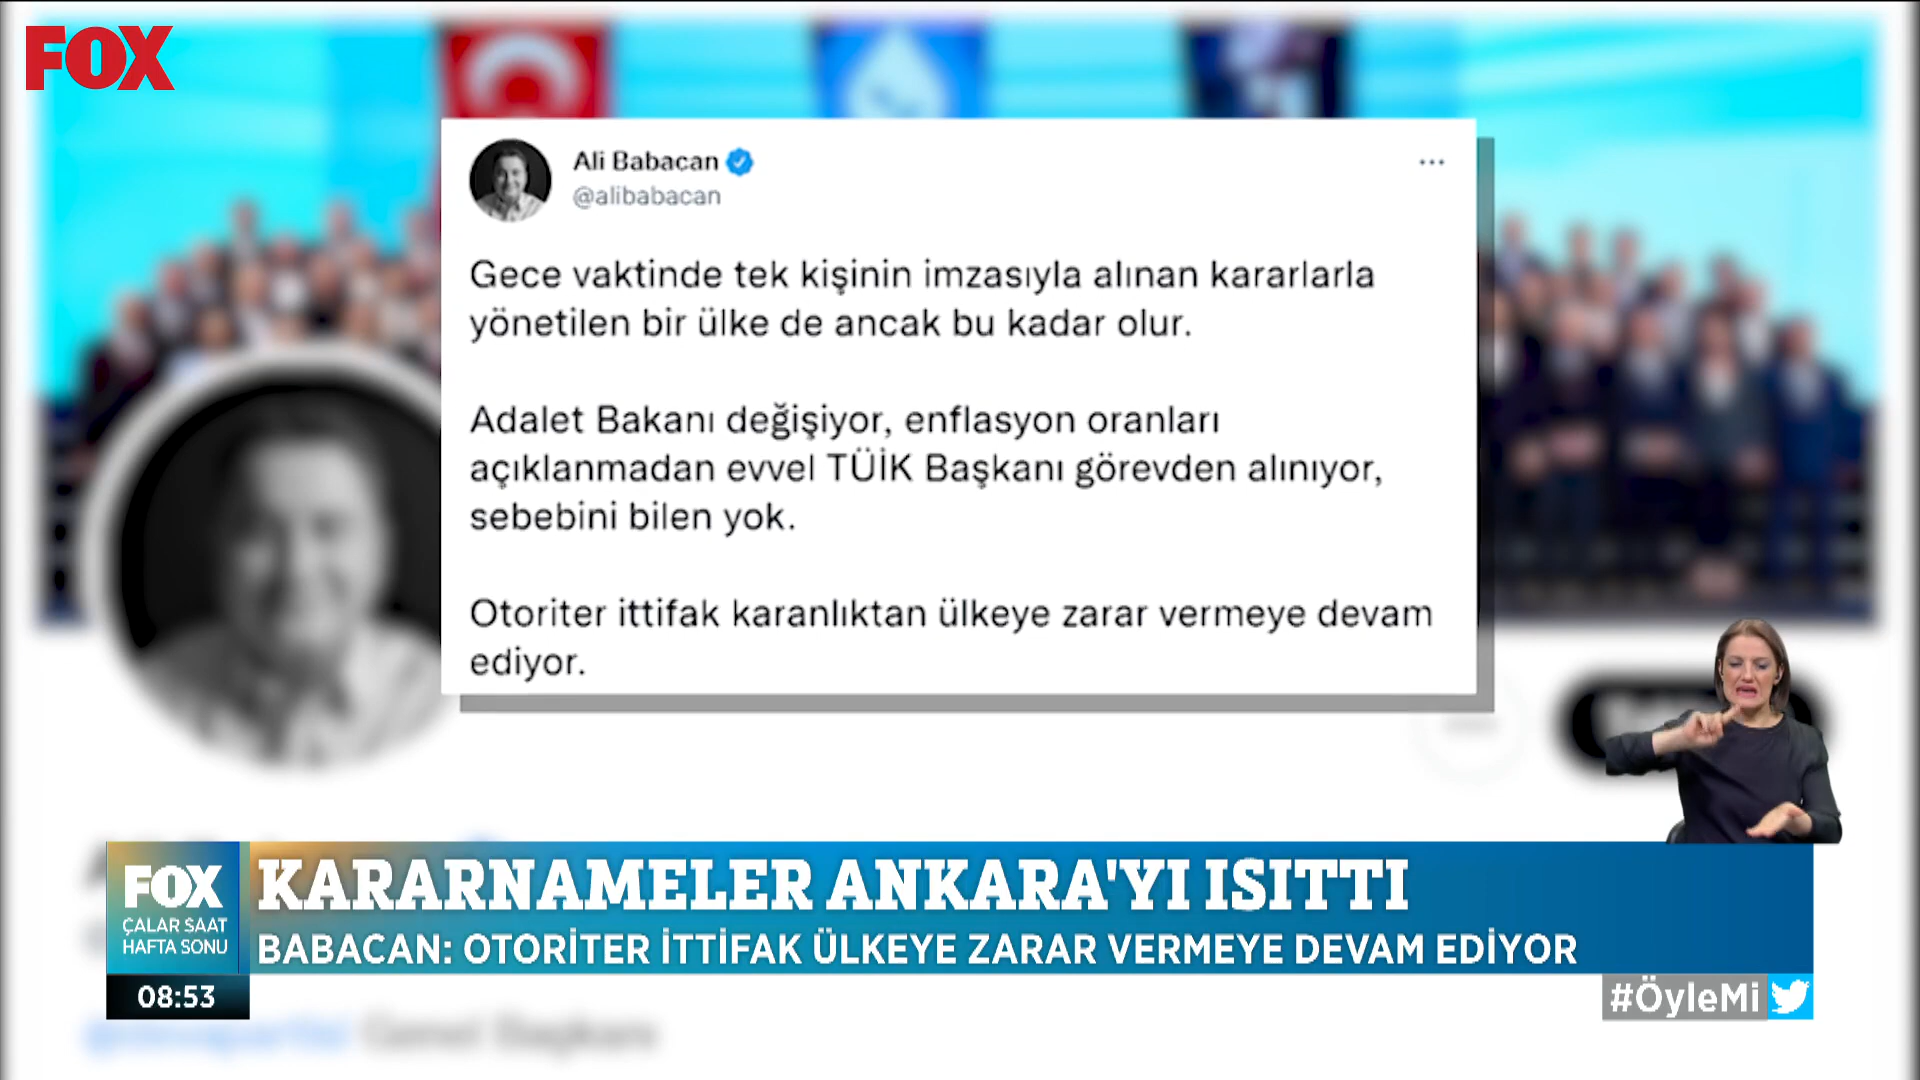 FOX
Ali Babacan
@alibabacan
Gece vaktinde tek kişinin imzasıyla alınan kararlarla
yönetilen bir ülke de ancak bu kadar olur.
Adalet Bakanı değişiyor, enflasyon oranları
açıklanmadan evvel TÜİK Başkanı görevden alınıyor,
sebebini bilen yok.
Otoriter ittifak karanlıktan ülkeye zarar vermeye devam
ediyor.
FOX
ÇALAR SAAT
HAFTA SONU
KARARNAMELER ANKARA'YI ISITTI
BABACAN: OTORİTER İTTİFAK ÜLKEYE ZARAR VERMEYE DEVAM EDİYOR
08:53
#ÖyleMi
Genel Başkanı